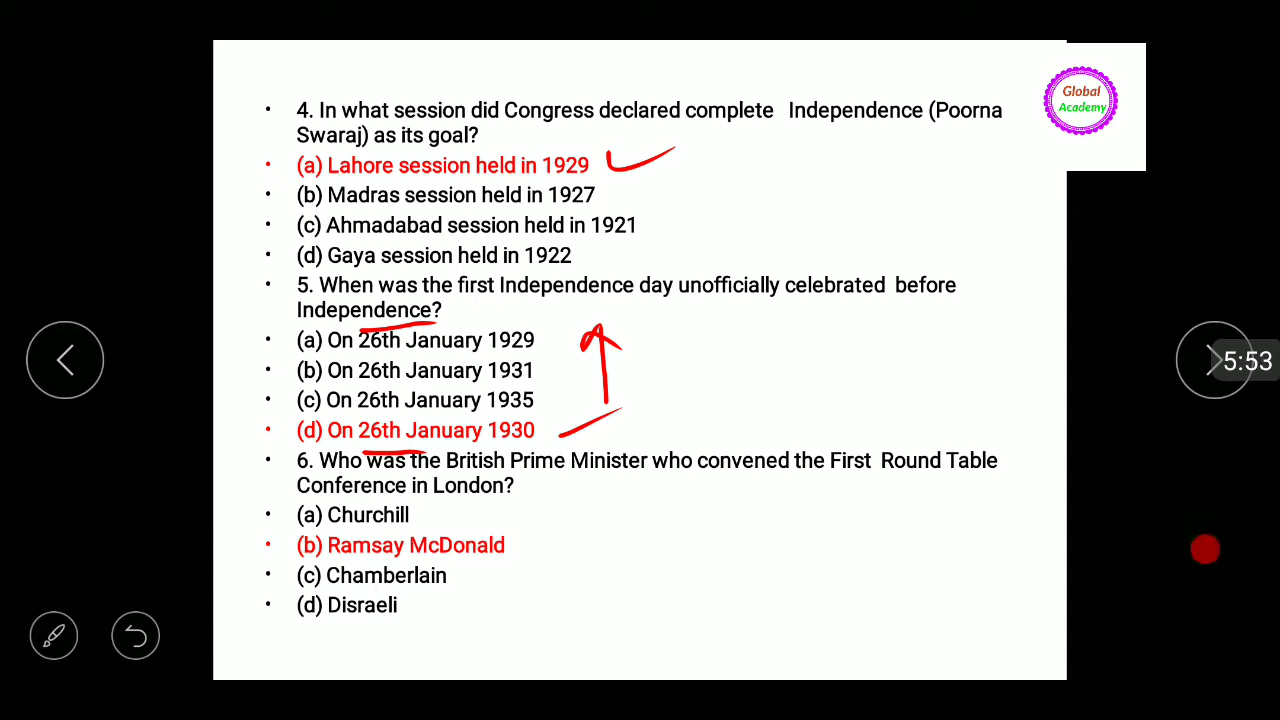 Global
Academy
• 4. In what session did Congress declared complete Independence (Poorna
Swaraj) as its goal?
• (a) Lahore session held in 1929
• (b) Madras session held in 1927
• (c) Ahmadabad session held in 1921
• (d) Gaya session held in 1922
• 5. When was the first Independence day unofficially celebrated before
Independence?
• (a) On 26th January 1929
• (b) On 26th January 1931
• (c) On 26th January 1935
• (d) On 26th January 1930
• 6. Who was the British Prime Minister who convened the First Round Table
Conference in London?
• (a) Churchill
• (b) Ramsay McDonald
• (c) Chamberlain
• (d) Disraeli
5:53